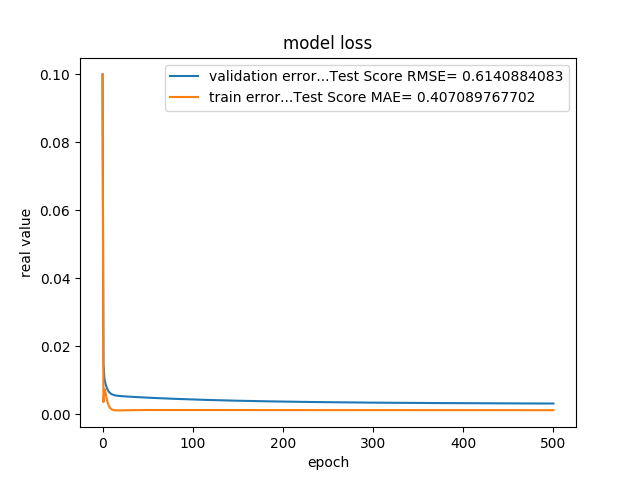 model loss
validation error...Test Score RMSE= 0.6140884083
train error...Test Score MAE= 0.407089767702
real value
0.10
0.08
0.06
0.04
0.02
0.00
0 100 200 300 400 500
epoch